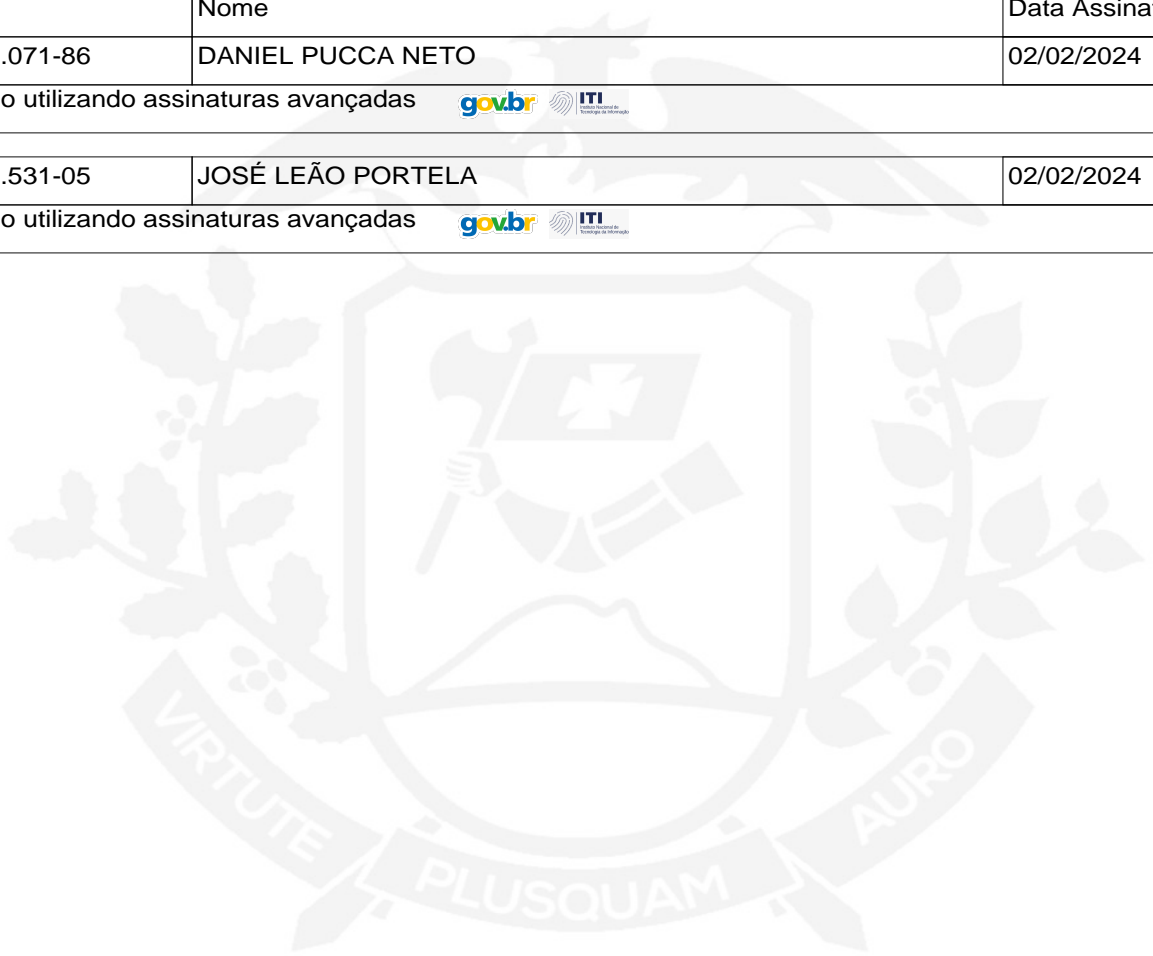 Nome Data Assina
.071-86 DANIEL PUCCA NETO 02/02/2024
o utilizando assinaturas avançadas gov.br ITI
.531-05 JOSÉ LEÃO PORTELA 02/02/2024
o utilizando assinaturas avançadas gov.br ITI
VIRTUTE PLUSQUAM AURO